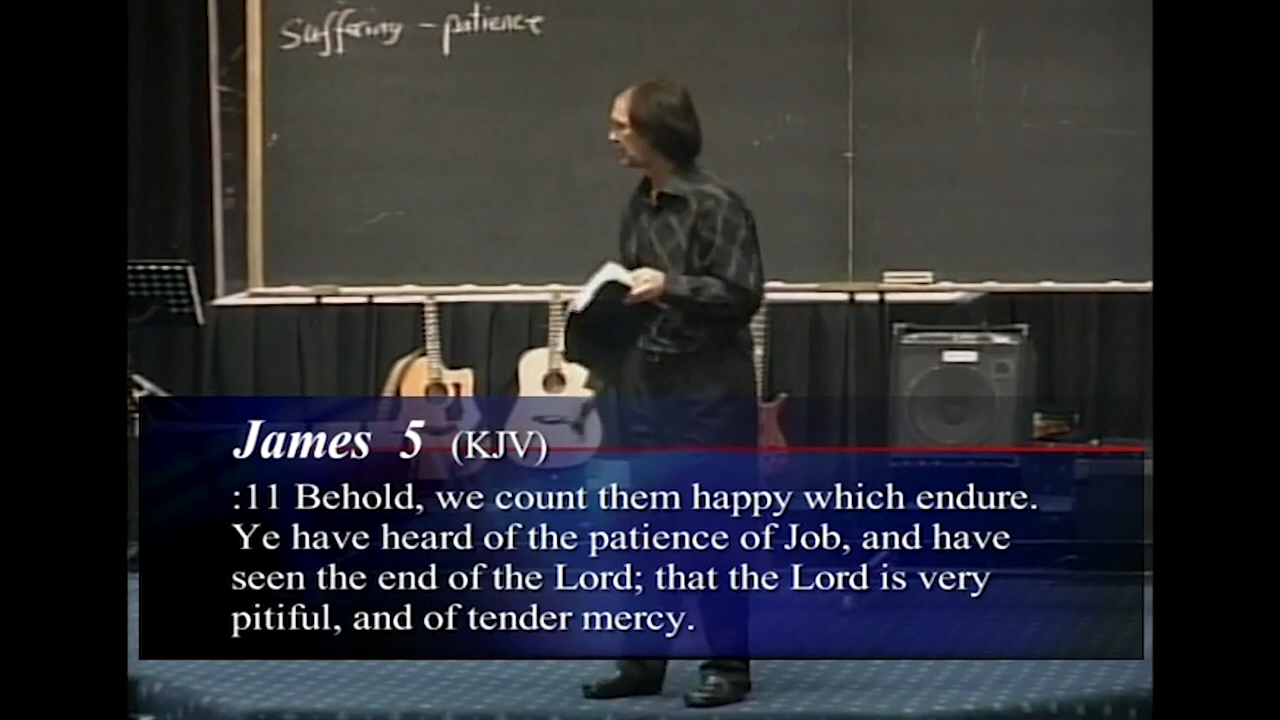 Suffering - patience
James 5 (KJV)
:11 Behold, we count them happy which endure.
Ye have heard of the patience of Job, and have
seen the end of the Lord; that the Lord is very
pitiful, and of tender mercy.